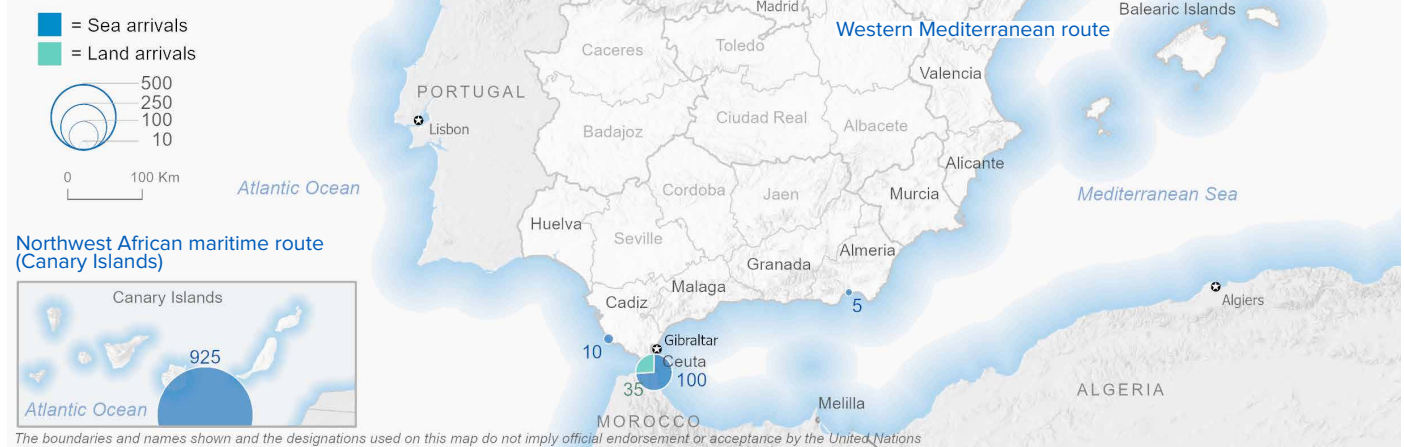 Madrid
Balearic Islands
= Sea arrivals
Western Mediterranean route
= Land arrivals
Caceres
Toledo
Valencia
500
250
100
10
PORTUGAL
Lisbon
Ciudad Real
Badajoz
Albacete
0 100 Km
Alicante
Atlantic Ocean
Cordoba
Jaen
Murcia
Mediterranean Sea
Huelva
Seville
Northwest African maritime route
(Canary Islands)
Almeria
Granada
Malaga
Canary Islands
Cadiz
5
Algiers
925
10
Gibraltar
Ceuta
35
100
ALGERIA
Atlantic Ocean
Melilla
MOROCCO
The boundaries and names shown and the designations used on this map do not imply official endorsement or acceptance by the United Nations